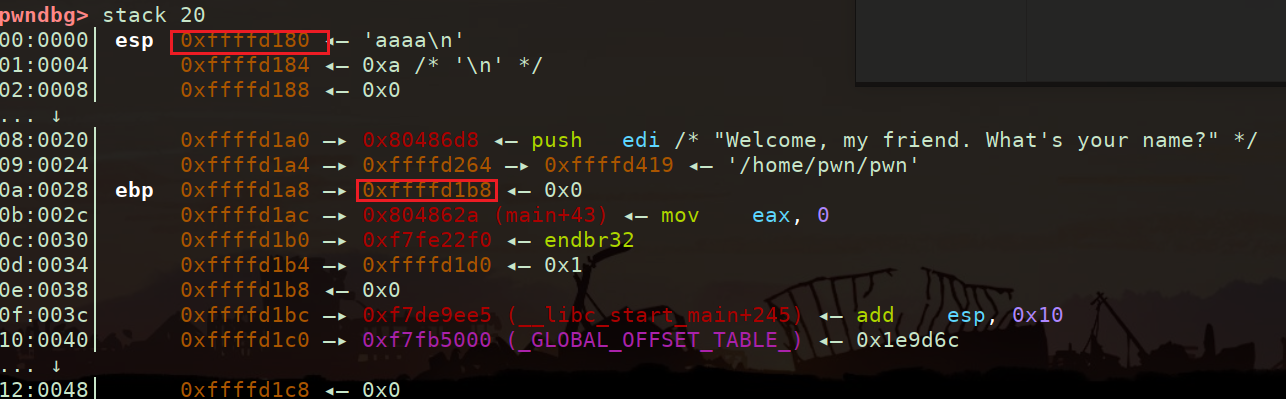 pwndbg> stack 20
00:0000│ esp 0xffffd180 ◂— 'aaaa\n'
01:0004│ 0xffffd184 ◂— 0xa /* '\n' */
02:0008│ 0xffffd188 ◂— 0x0
... ↓
08:0020│ 0xffffd1a0 —▸ 0x80486d8 ◂— push edi /* "Welcome, my friend. What's your name?" */
09:0024│ 0xffffd1a4 —▸ 0xffffd264 —▸ 0xffffd419 ◂— '/home/pwn/pwn'
0a:0028│ ebp 0xffffd1a8 —▸ 0xffffd1b8 ◂— 0x0
0b:002c│ 0xffffd1ac —▸ 0x804862a (main+43) ◂— mov eax, 0
0c:0030│ 0xffffd1b0 —▸ 0xf7fe22f0 ◂— endbr32
0d:0034│ 0xffffd1b4 —▸ 0xffffd1d0 ◂— 0x1
0e:0038│ 0xffffd1b8 ◂— 0x0
0f:003c│ 0xffffd1bc —▸ 0xf7de9ee5 (__libc_start_main+245) ◂— add esp, 0x10
10:0040│ 0xffffd1c0 —▸ 0xf7fb5000 (_GLOBAL_OFFSET_TABLE_) ◂— 0x1e9d6c
... ↓
12:0048│ 0xffffd1c8 ◂— 0x0